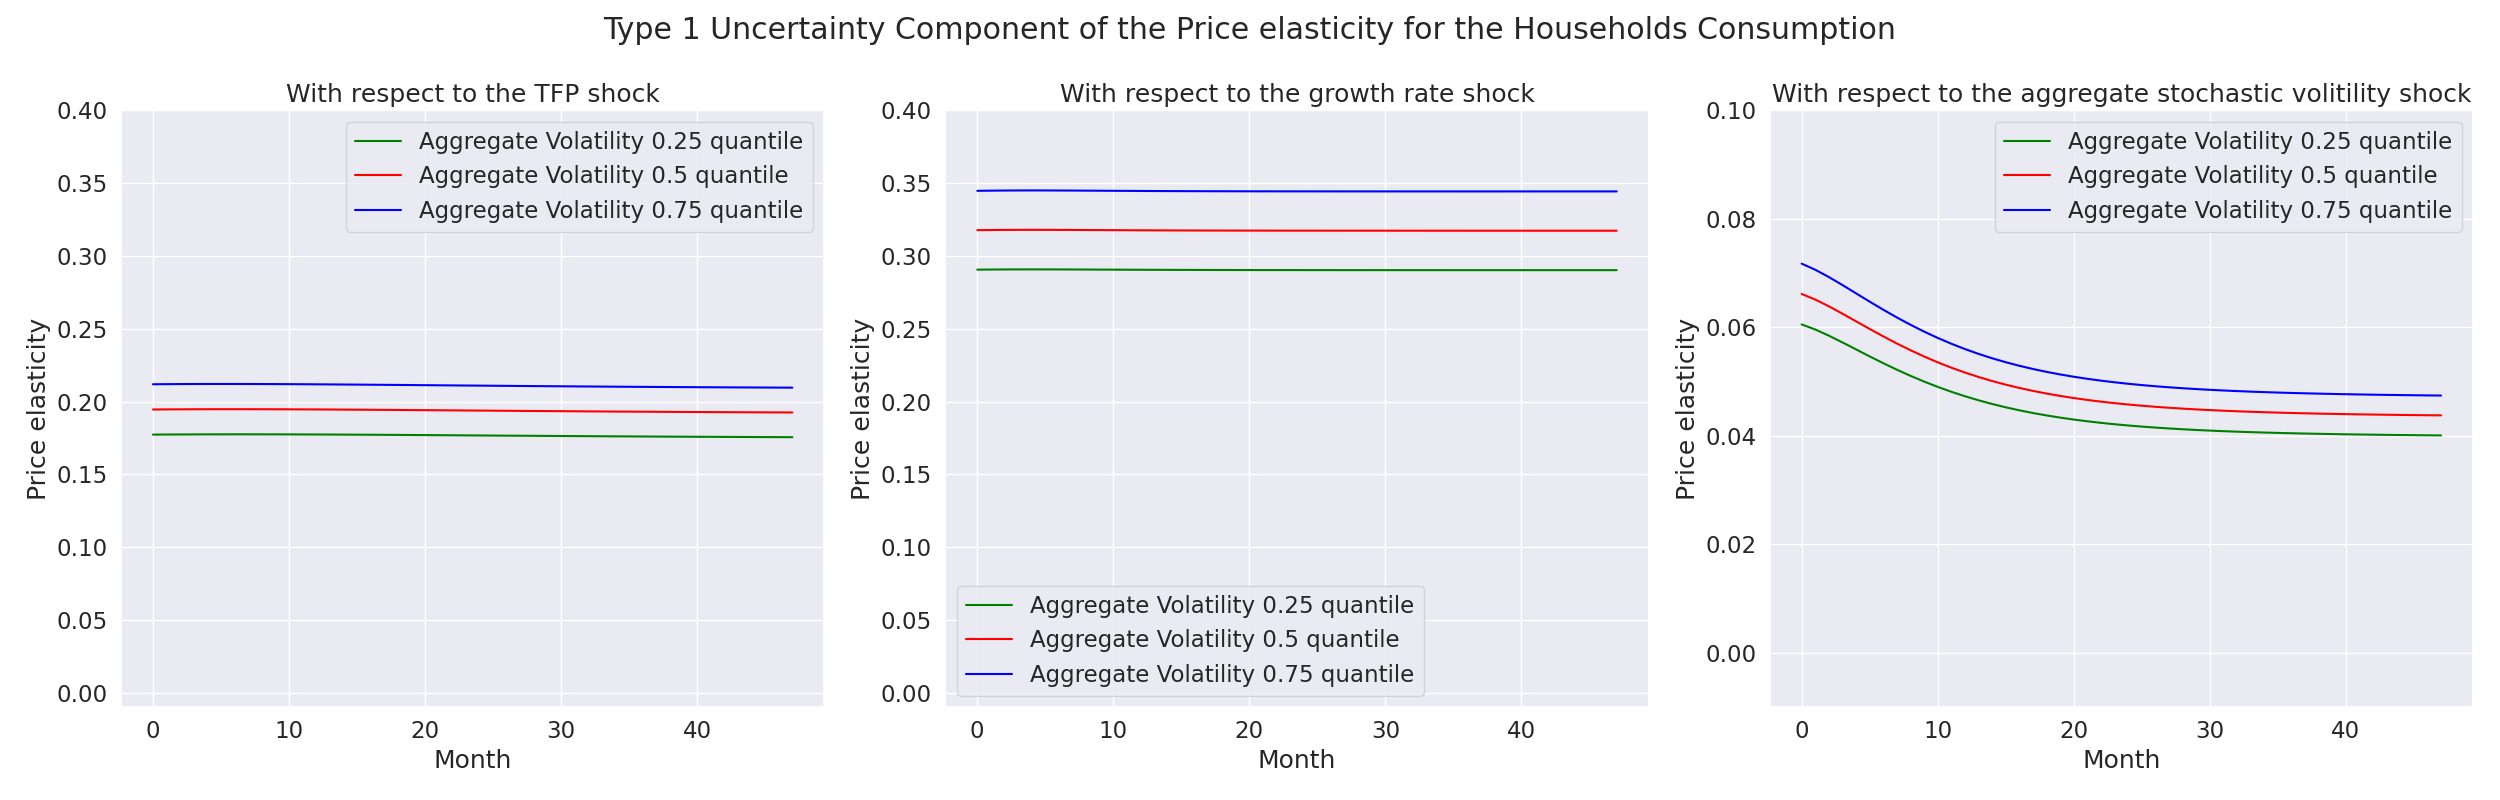 Type 1 Uncertainty Component of the Price elasticity for the Households Consumption
With respect to the TFP shock
0.40
0.35
0.30
0.25
0.20
0.15
0.10
0.05
0.00
Price elasticity
Aggregate Volatility 0.25 quantile
Aggregate Volatility 0.5 quantile
Aggregate Volatility 0.75 quantile
0 10 20 30 40
Month
With respect to the growth rate shock
0.40
0.35
0.30
0.25
0.20
0.15
0.10
0.05
0.00
Price elasticity
Aggregate Volatility 0.25 quantile
Aggregate Volatility 0.5 quantile
Aggregate Volatility 0.75 quantile
0 10 20 30 40
Month
With respect to the aggregate stochastic volitility shock
0.10
0.08
0.06
0.04
0.02
0.00
Price elasticity
Aggregate Volatility 0.25 quantile
Aggregate Volatility 0.5 quantile
Aggregate Volatility 0.75 quantile
0 10 20 30 40
Month